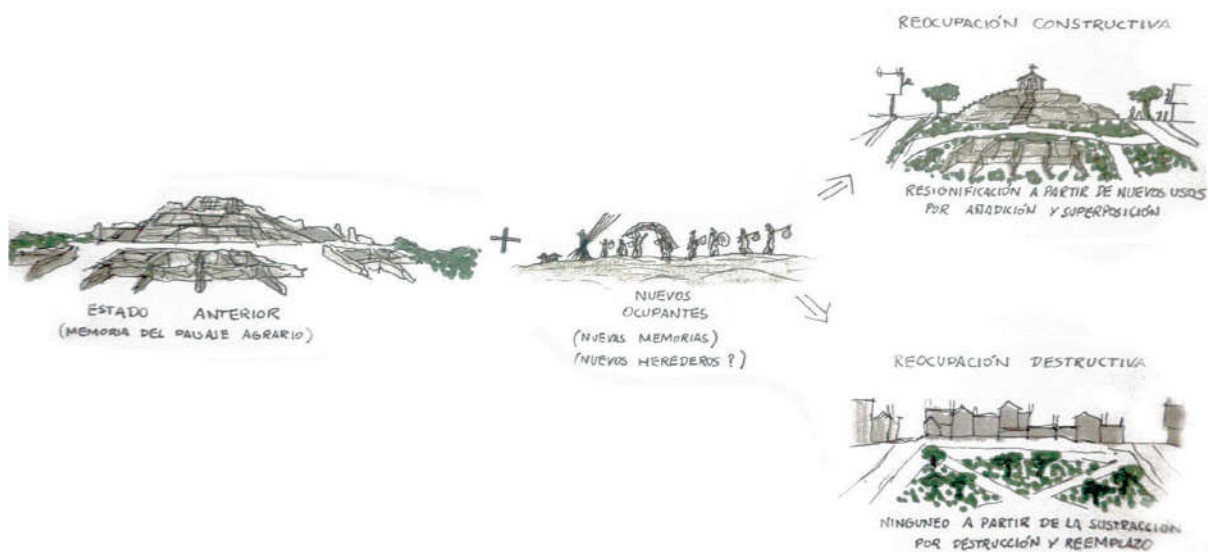 ESTADO ANTERIOR
(MEMORIA DEL PAISAJE AGRARIO)
+
NUEVOS
OCUPANTES
(NUEVAS MEMORIAS)
(NUEVOS HEREDEROS ?)
REOCUPACIÓN CONSTRUCTIVA
RESIGNIFICACIÓN A PARTIR DE NUEVOS USOS
POR AÑADICIÓN Y SUPERPOSICIÓN
REOCUPACIÓN DESTRUCTIVA
NINGUNEO A PARTIR DE LA SUSTRACCIÓN
POR DESTRUCCIÓN Y REEMPLAZO